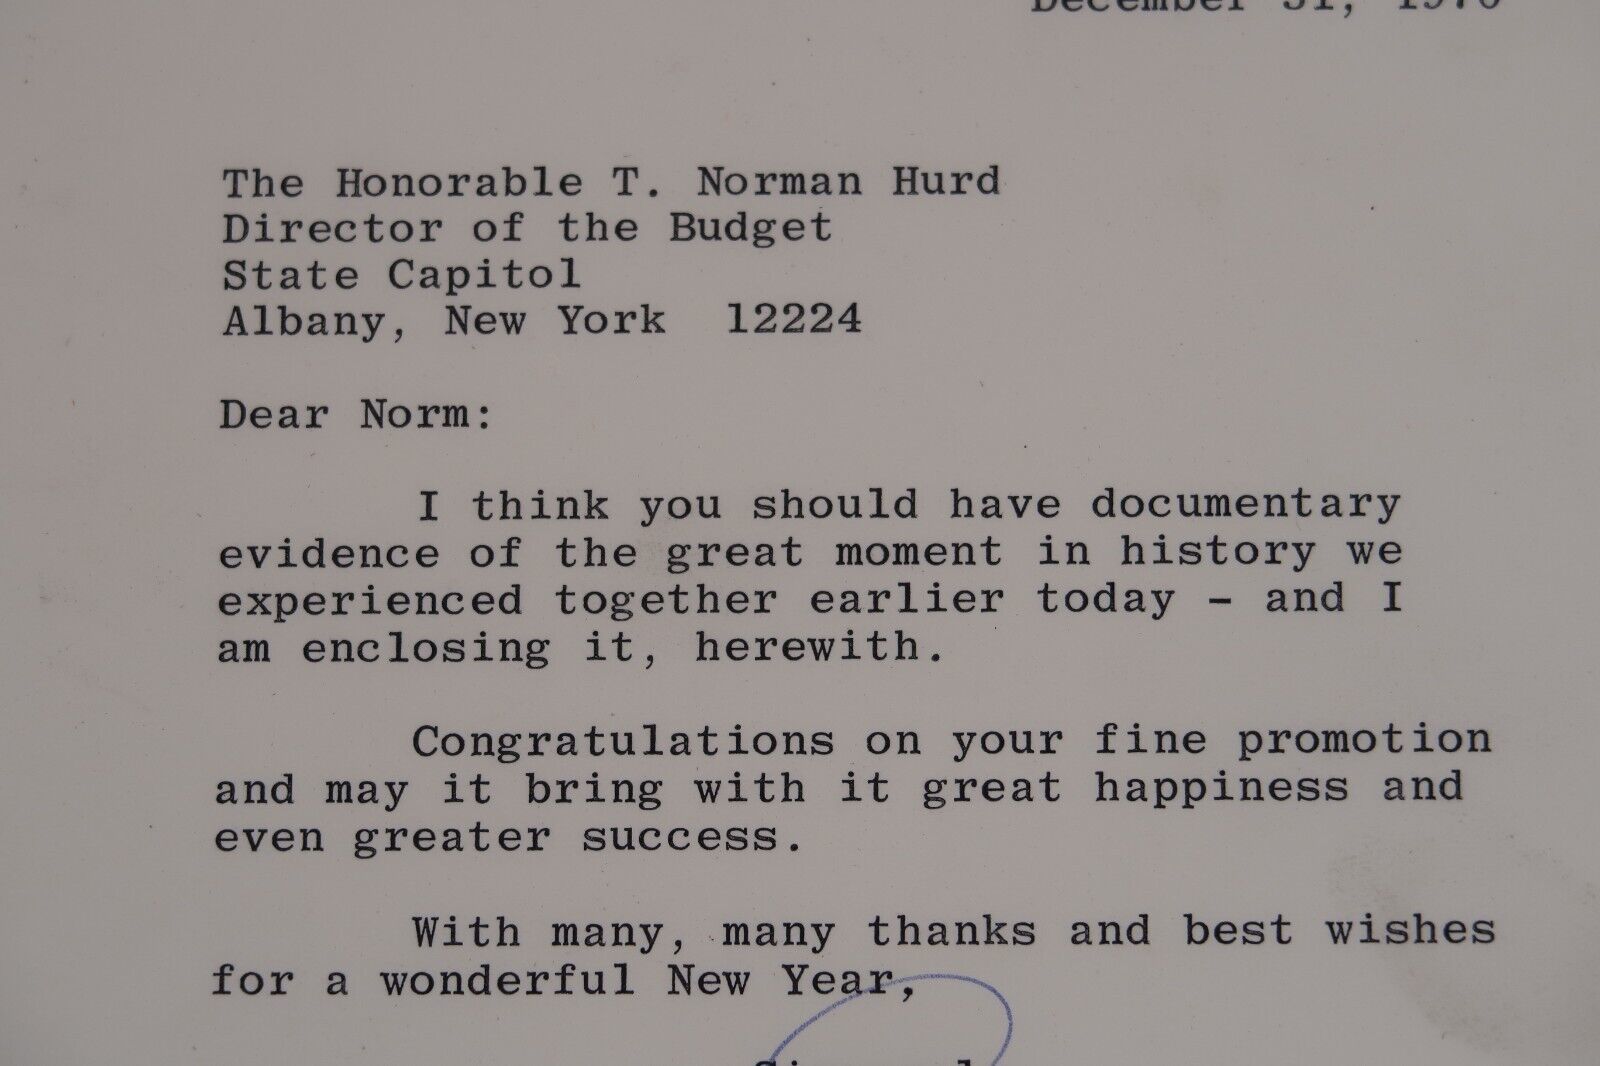 December 31, 1970
The Honorable T. Norman Hurd
Director of the Budget
State Capitol
Albany, New York  12224
Dear Norm:
I think you should have documentary
evidence of the great moment in history we
experienced together earlier today - and I
am enclosing it, herewith.
Congratulations on your fine promotion
and may it bring with it great happiness and
even greater success.
With many, many thanks and best wishes
for a wonderful New Year,